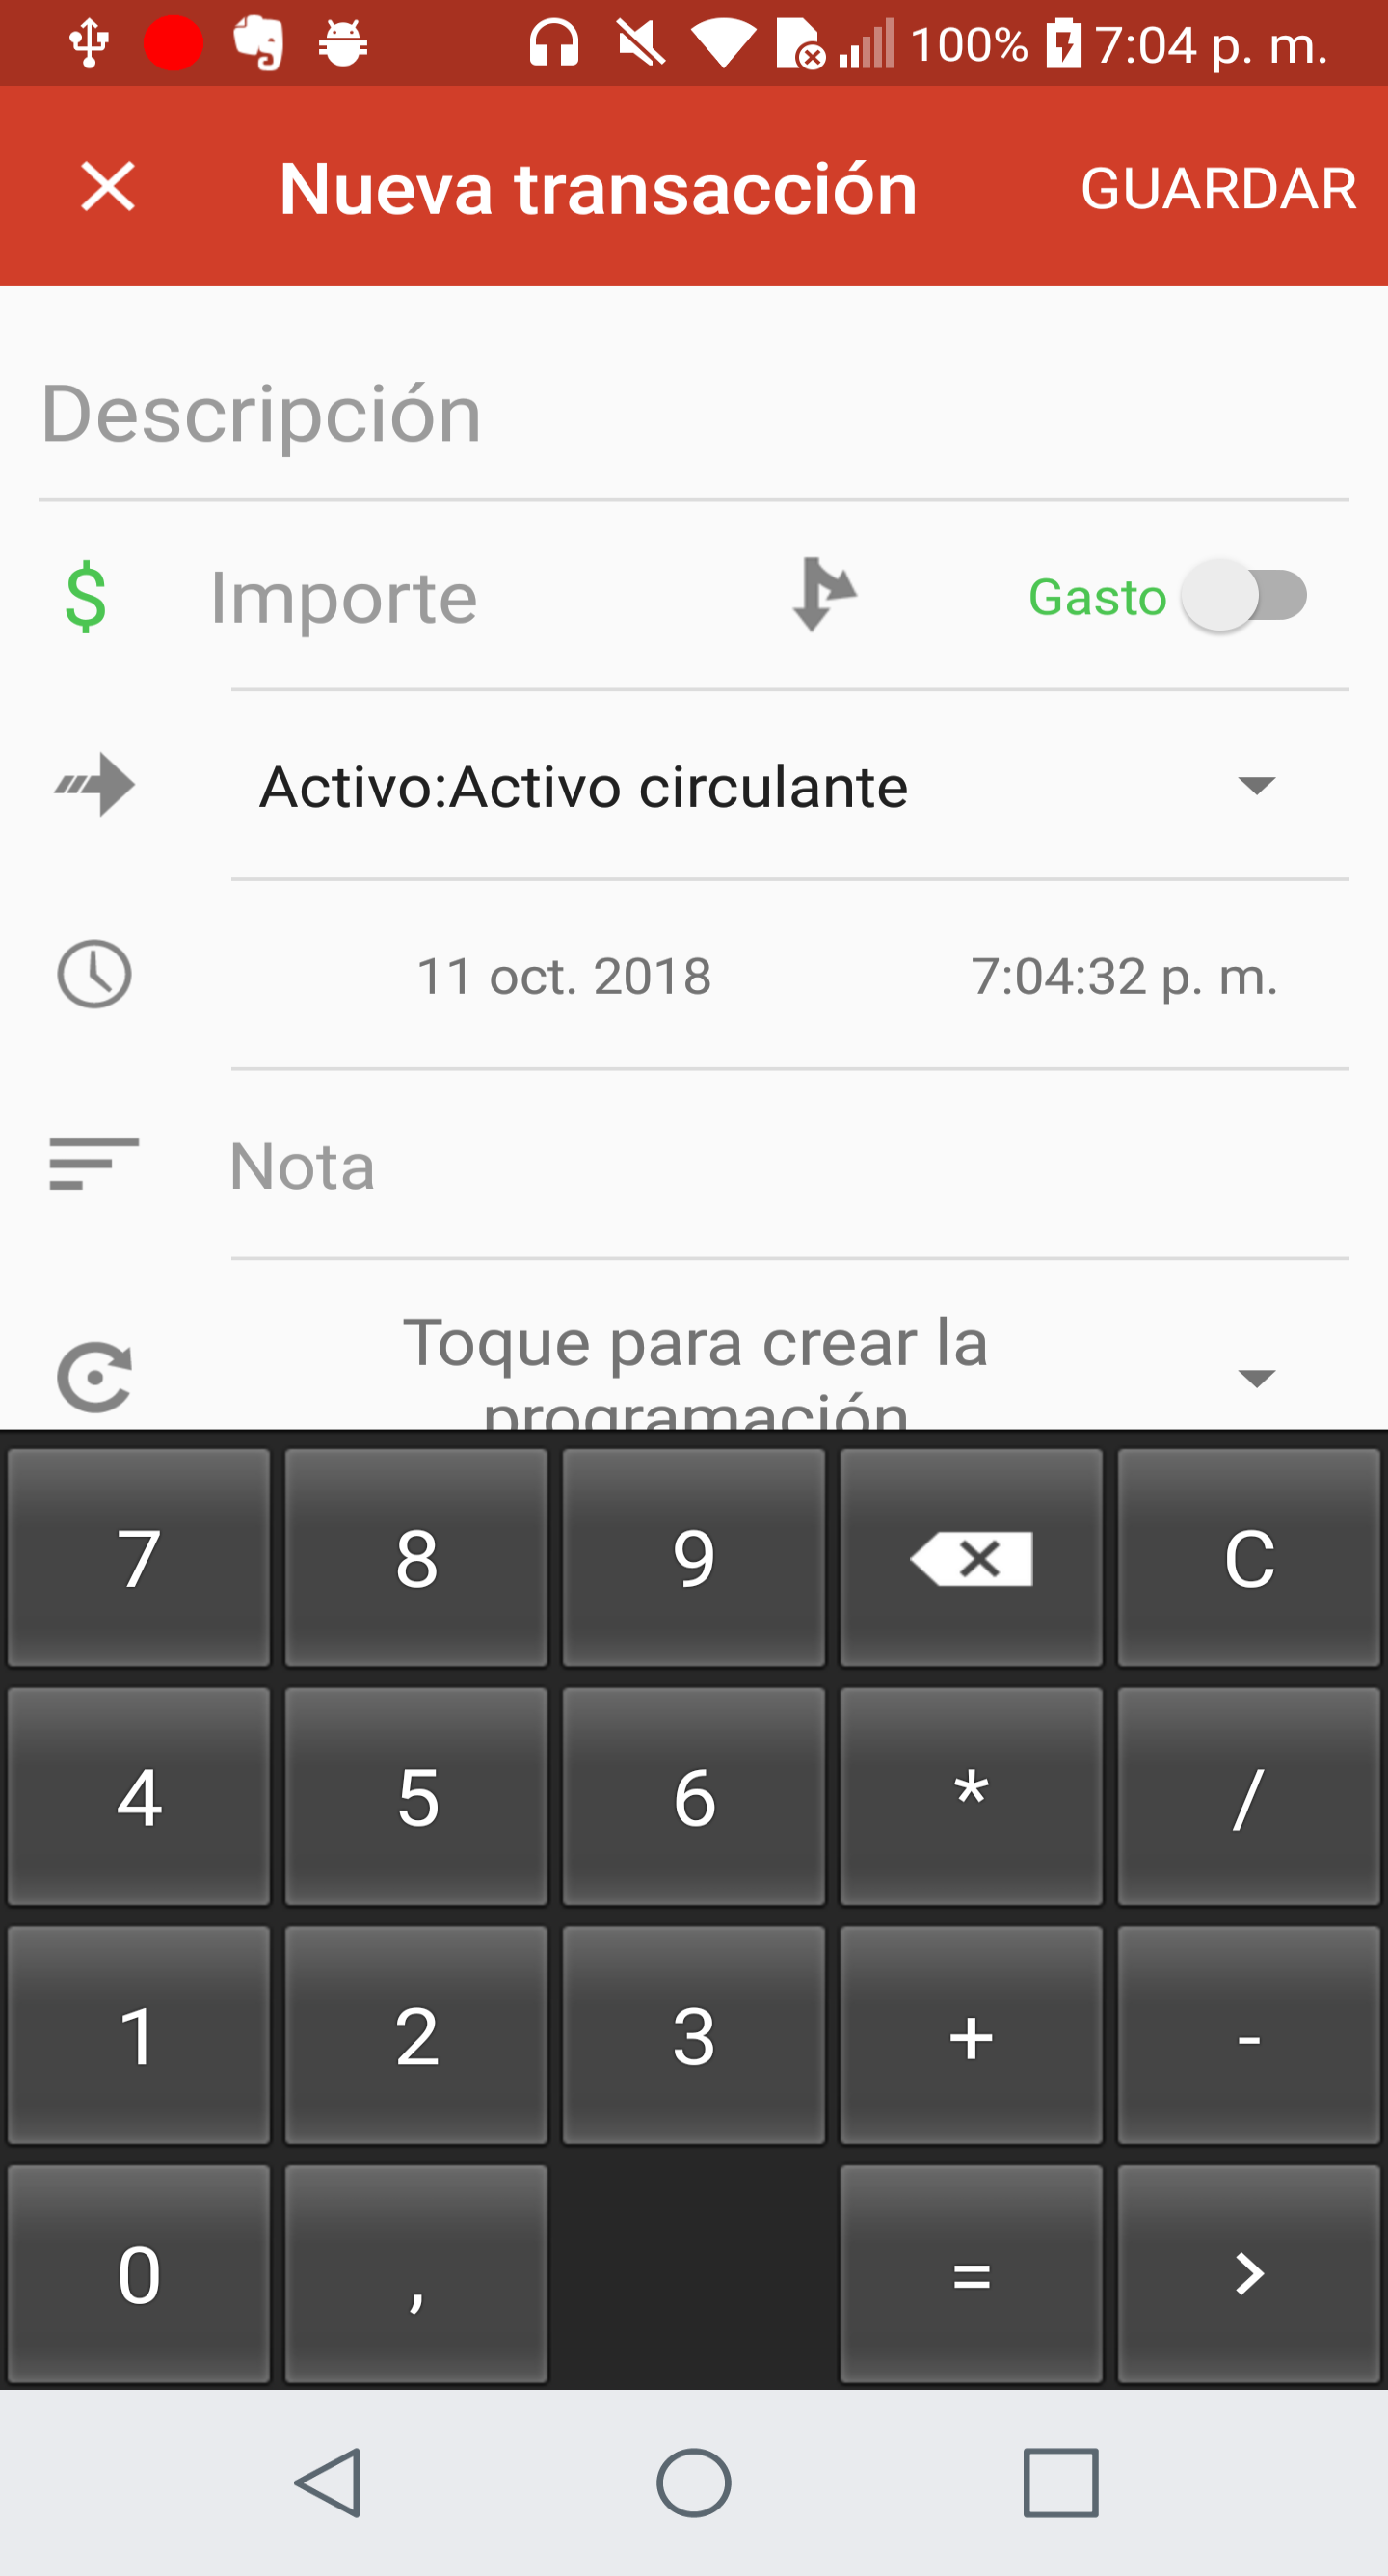 100% 7:04 p. m.
Nueva transacción GUARDAR
Descripción
$ Importe Gasto
Activo:Activo circulante
11 oct. 2018 7:04:32 p. m.
Nota
Toque para crear la
programación
7 8 9 C
4 5 6 * /
1 2 3 + -
0 , = >